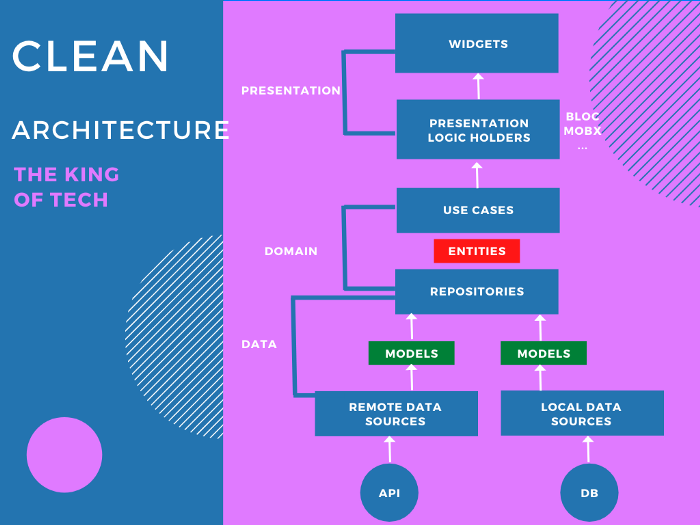 CLEAN
ARCHITECTURE
THE KING
OF TECH
WIDGETS
PRESENTATION
PRESENTATION
LOGIC HOLDERS
BLOC
MOBX
...
USE CASES
DOMAIN
ENTITIES
REPOSITORIES
DATA
MODELS
MODELS
REMOTE DATA
SOURCES
LOCAL DATA
SOURCES
API
DB